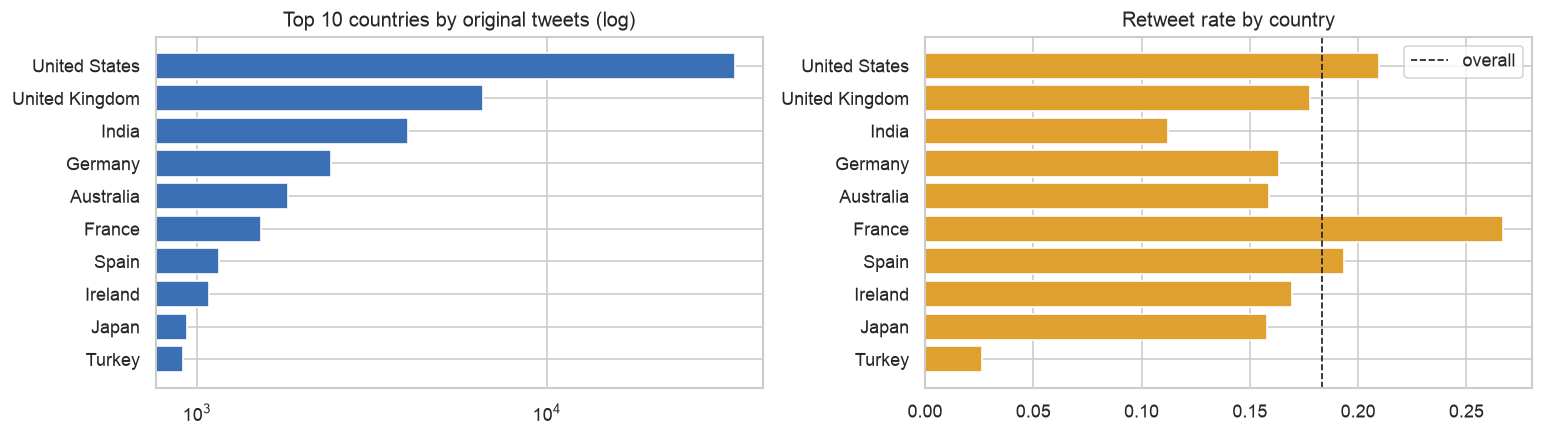 Top 10 countries by original tweets (log)
United States
United Kingdom
India
Germany
Australia
France
Spain
Ireland
Japan
Turkey
10³
10⁴
Retweet rate by country
overall
United States
United Kingdom
India
Germany
Australia
France
Spain
Ireland
Japan
Turkey
0.00
0.05
0.10
0.15
0.20
0.25